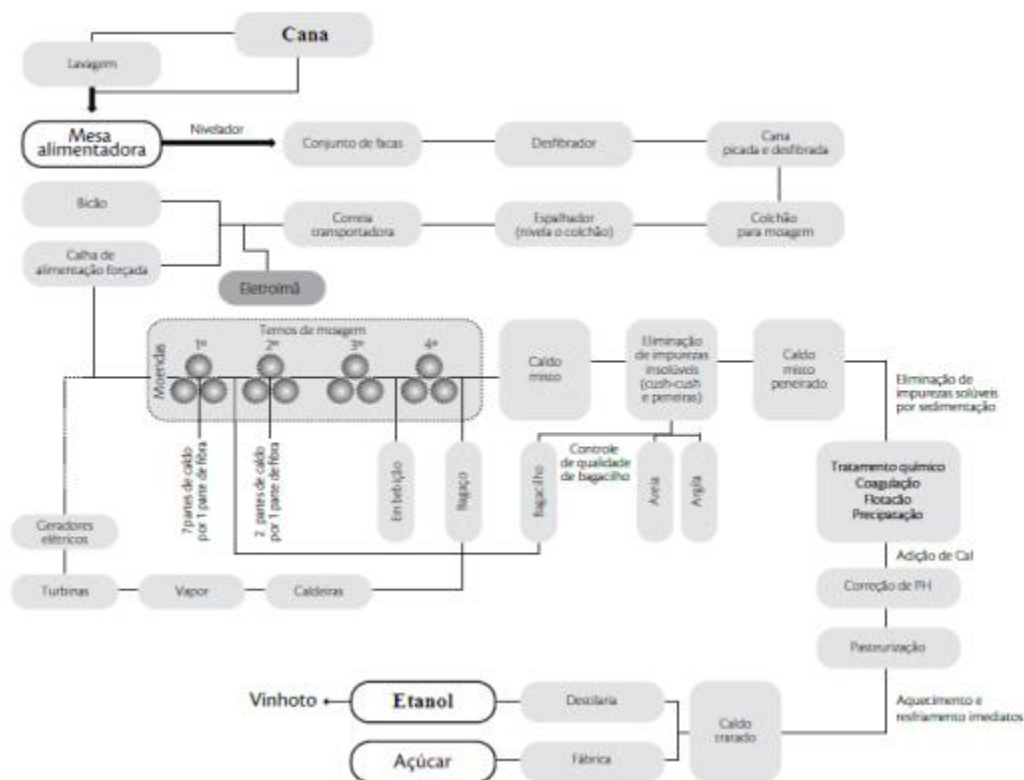 Cana
Lavagem
Mesa
alimentadora
Nivelador
Conjunto de facas
Desfibrador
Cana
picada e desfibrada
Bicão
Correia
transportadora
Espalhador
(nivela o colchão)
Colchão
para moagem
Calha de
alimentação forçada
Eletroímã
Ternos de moagem
Moendas
1º
2º
3º
4º
Caldo
misto
Eliminação
de impurezas
insolúveis
(cush-cush
e peneiras)
Caldo
misto
peneirado
Eliminação de
impurezas solúveis
por sedimentação
7 partes de caldo
por 1 parte de fibra
2 partes de caldo
por 1 parte de fibra
Embebição
Bagaço
Bagacilho
Controle
de qualidade
de bagacilho
Areia
Argila
Tratamento químico
Coagulação
Flotacão
Precipatação
Geradores
elétricos
Adição de Cal
Turbinas
Vapor
Caldeiras
Correção de PH
Pasteurização
Vinhoto
Etanol
Destilaria
Caldo
tratado
Aquecimento e
resfriamento imediatos
Açúcar
Fábrica